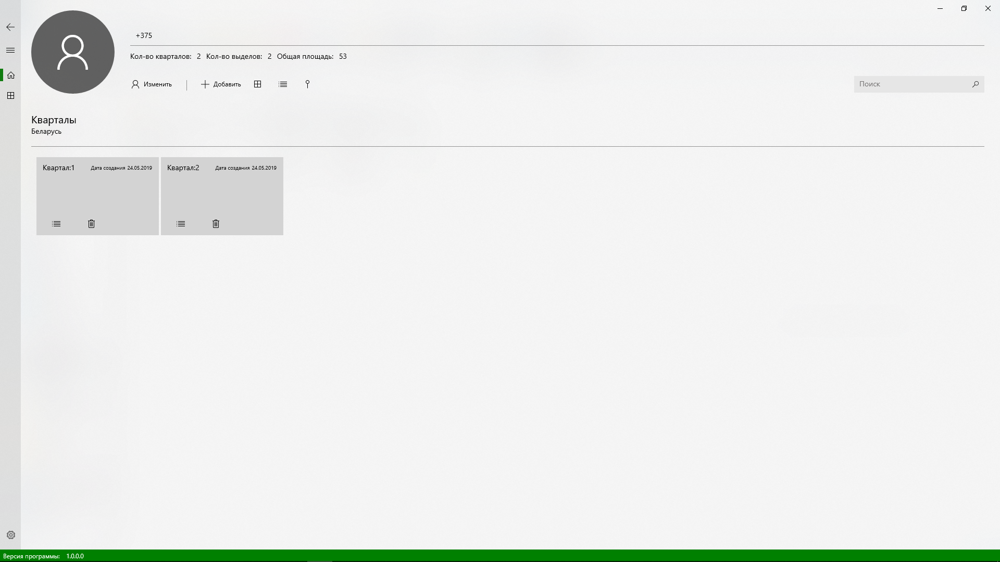 +375
Кол-во кварталов: 2 Кол-во выделов: 2 Общая площадь: 53
Изменить Добавить
Поиск
Кварталы
Беларусь
Квартал:1 Дата создания 24.05.2019
Квартал:2 Дата создания 24.05.2019
Версия программы: 1.0.0.0